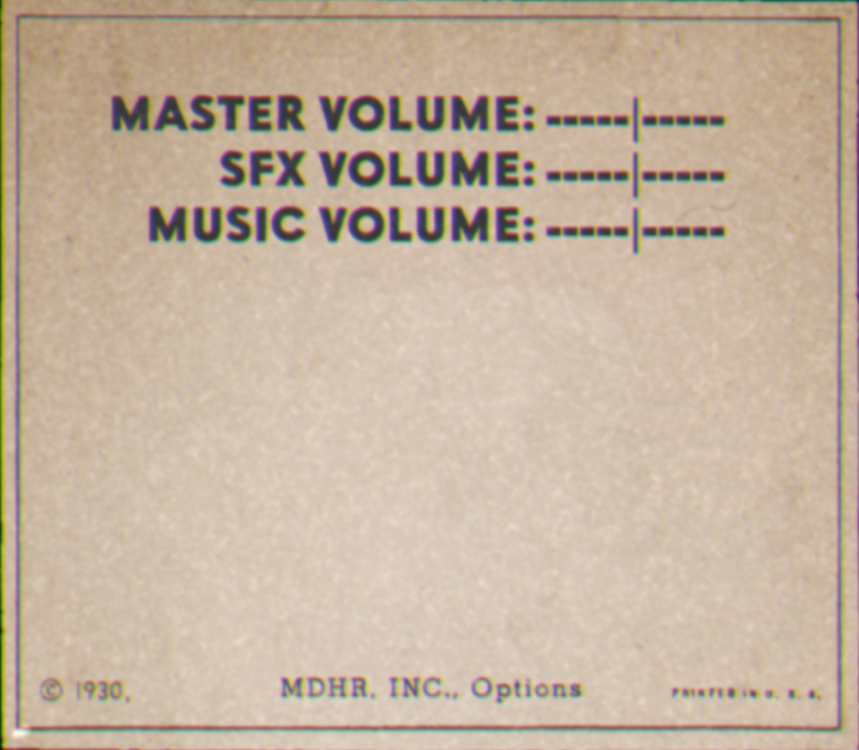 MASTER VOLUME: -----|-----
SFX VOLUME: -----|-----
MUSIC VOLUME: -----|-----
© 1930, MDHR, INC., Options PRINTED IN U. S. A.